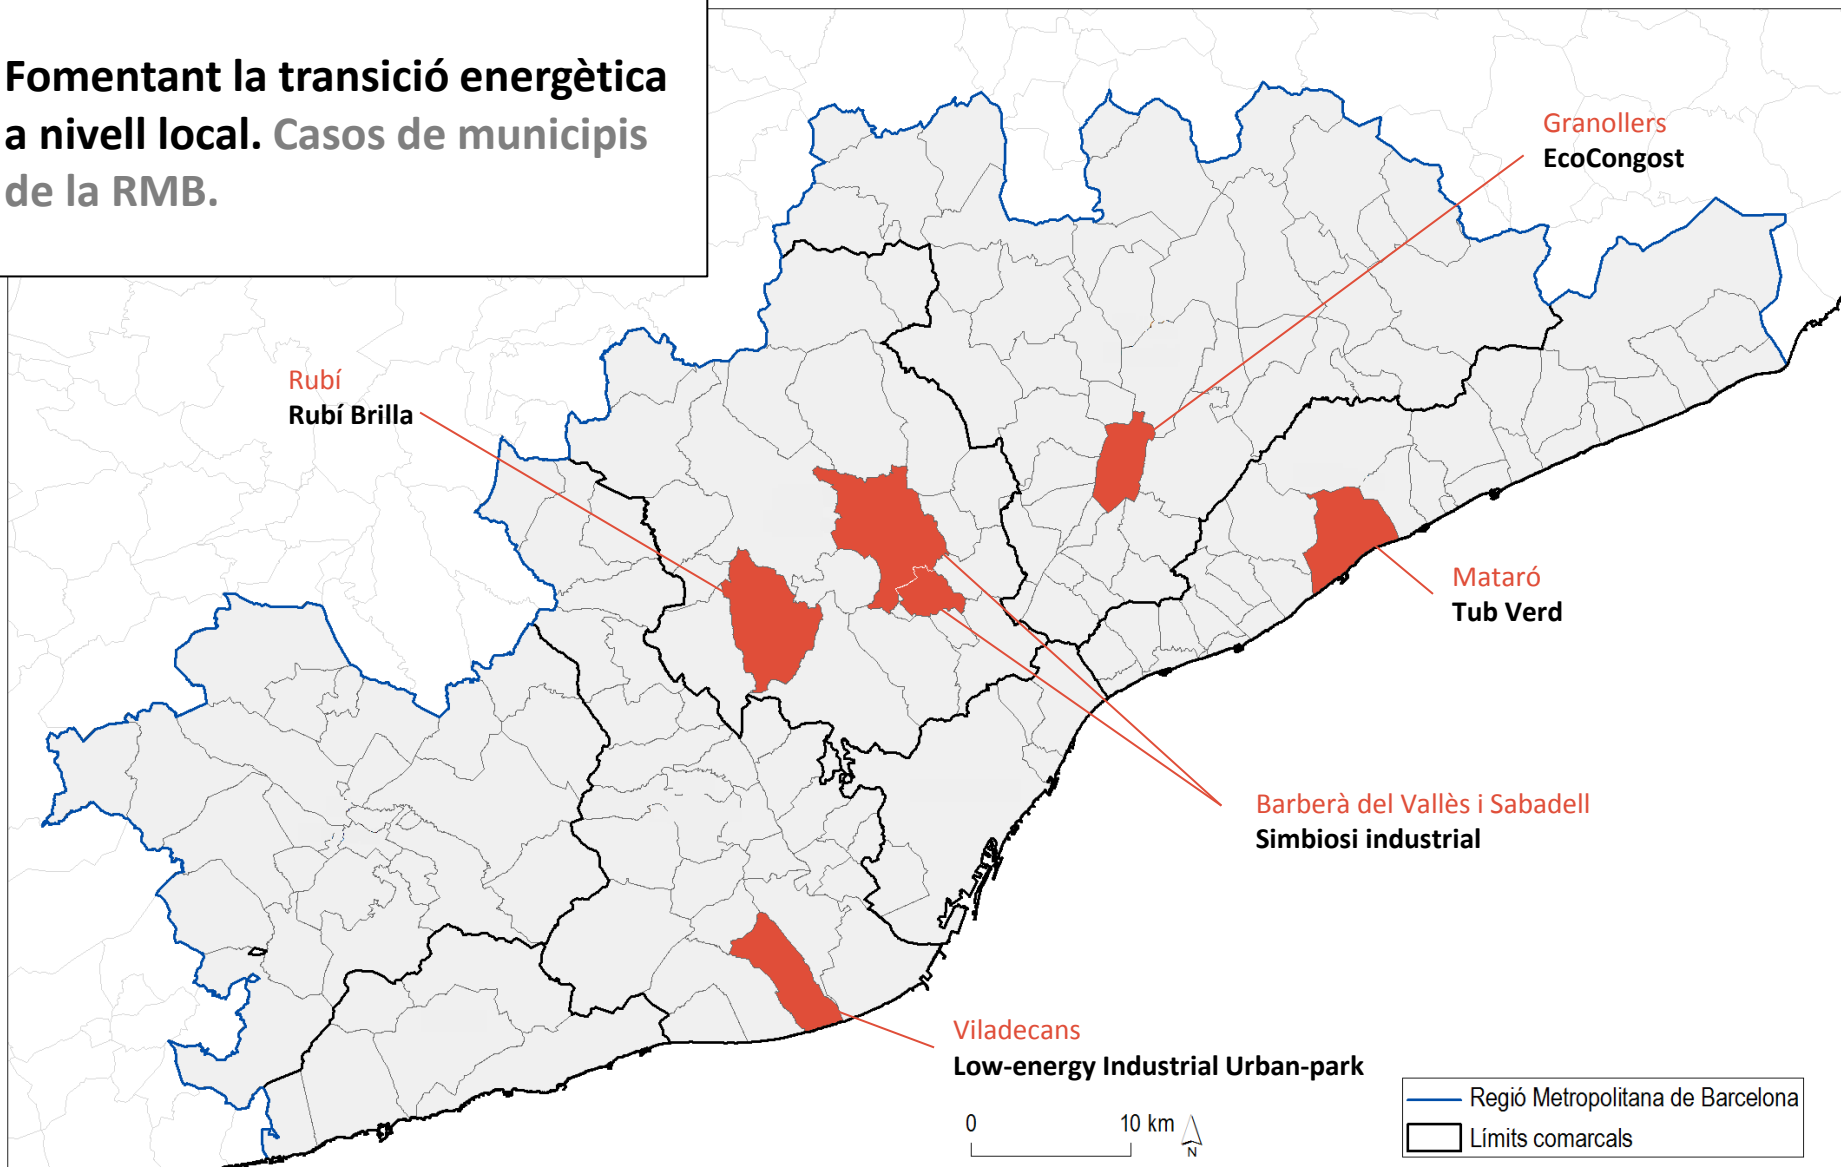 Fomentant la transició energètica
a nivell local. Casos de municipis
de la RMB.
Granollers
EcoCongost
Rubí
Rubí Brilla
Mataró
Tub Verd
Barberà del Vallès i Sabadell
Simbiosi industrial
Viladecans
Low-energy Industrial Urban-park
0 10 km
N
Regió Metropolitana de Barcelona
Límits comarcals